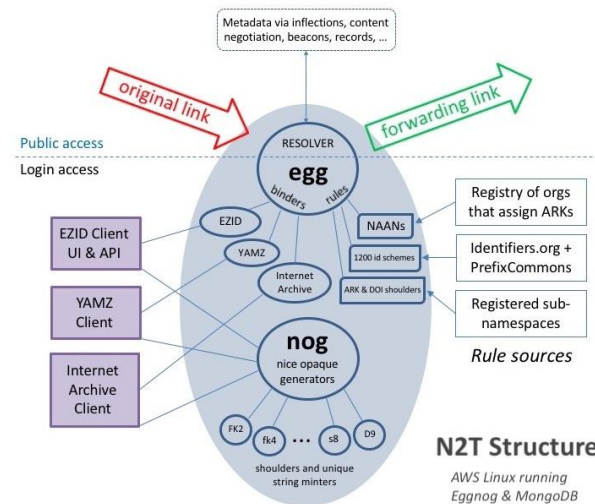 Metadata via inflections, content
negotiation, beacons, records, ...
original link
forwarding link
Public access
Login access
RESOLVER
egg
binders
rules
EZID
YAMZ
Internet
Archive
NAANs
1200 id schemes
ARK & DOI shoulders
Registry of orgs
that assign ARKs
Identifiers.org +
PrefixCommons
Registered sub-
namespaces
Rule sources
EZID Client
UI & API
YAMZ
Client
Internet
Archive
Client
nog
nice opaque
generators
FK2
fk4
...
s8
D9
shoulders and unique
string minters
N2T Structure
AWS Linux running
Eggnog & MongoDB